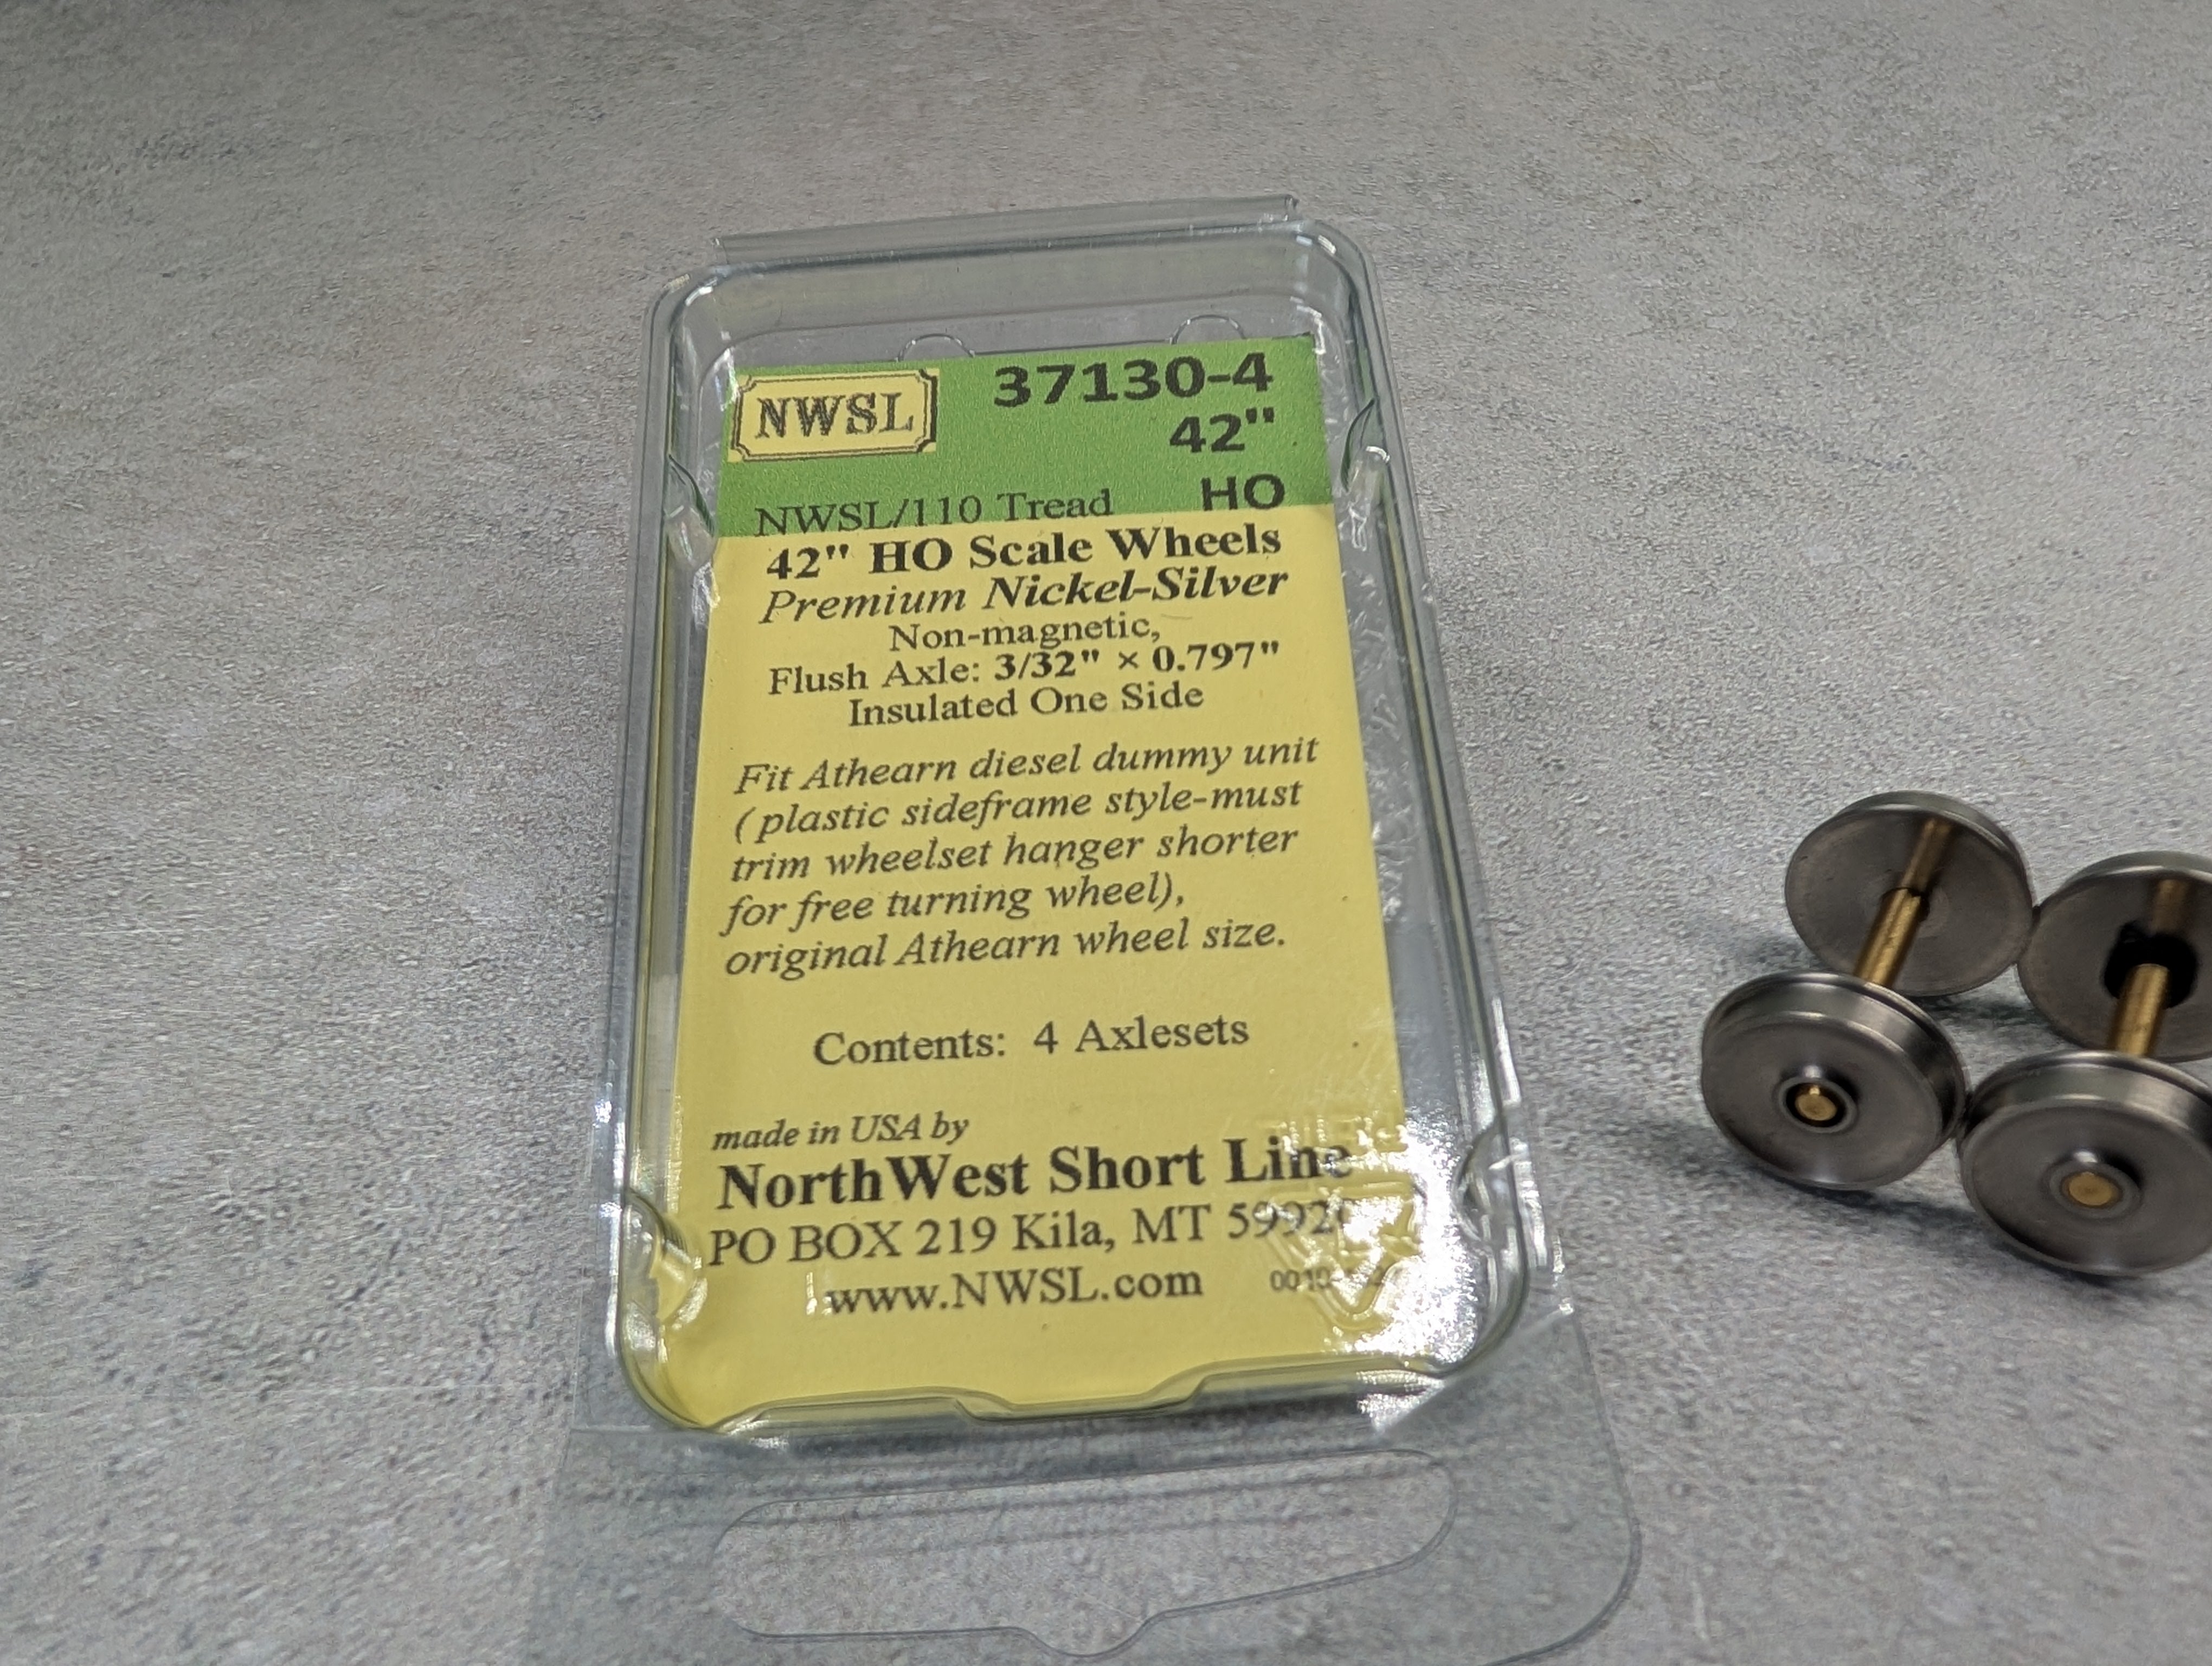 NWSL
37130-4
42"
NWSL/110 Tread HO
42" HO Scale Wheels
Premium Nickel-Silver
Non-magnetic,
Flush Axle: 3/32" × 0.797"
Insulated One Side
Fit Athearn diesel dummy unit
(plastic sideframe style-must
trim wheelset hanger shorter
for free turning wheel),
original Athearn wheel size.
Contents: 4 Axlesets
made in USA by
NorthWest Short Line
PO BOX 219 Kila, MT
www.NWSL.com